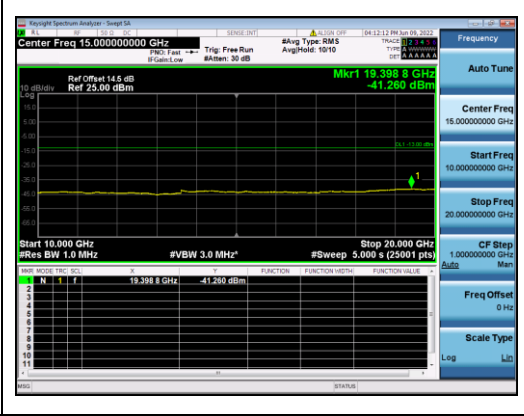 Keysight Spectrum Analyzer - Swept SA
RL RF 50 Ω DC SENSE:INT ALIGN OFF 04:12:12 PM Jun 09, 2022
Center Freq 15.000000000 GHz
PNO: Fast
IFGain:Low
Trig: Free Run
#Atten: 30 dB
#Avg Type: RMS
Avg|Hold: 10/10
TRACE 1 2 3 4 5 6
TYPE A WWWWW
DET A A A A A A
Ref Offset 14.5 dB
Ref 25.00 dBm
10 dB/div
Log
Mkr1 19.398 8 GHz
-41.260 dBm
15.0
5.00
-5.00
-15.0
DL1 -13.00 dBm
-25.0
1
-35.0
-45.0
-55.0
-65.0
Start 10.000 GHz
Stop 20.000 GHz
#Res BW 1.0 MHz
#VBW 3.0 MHz*
#Sweep 5.000 s (25001 pts)
MKR MODE TRC SCL X Y FUNCTION FUNCTION WIDTH FUNCTION VALUE
1 N 1 f 19.398 8 GHz -41.260 dBm
2
3
4
5
6
7
8
9
10
11
MSG STATUS
Frequency
Auto Tune
Center Freq
15.000000000 GHz
Start Freq
10.000000000 GHz
Stop Freq
20.000000000 GHz
CF Step
1.000000000 GHz
Auto Man
Freq Offset
0 Hz
Scale Type
Log Lin